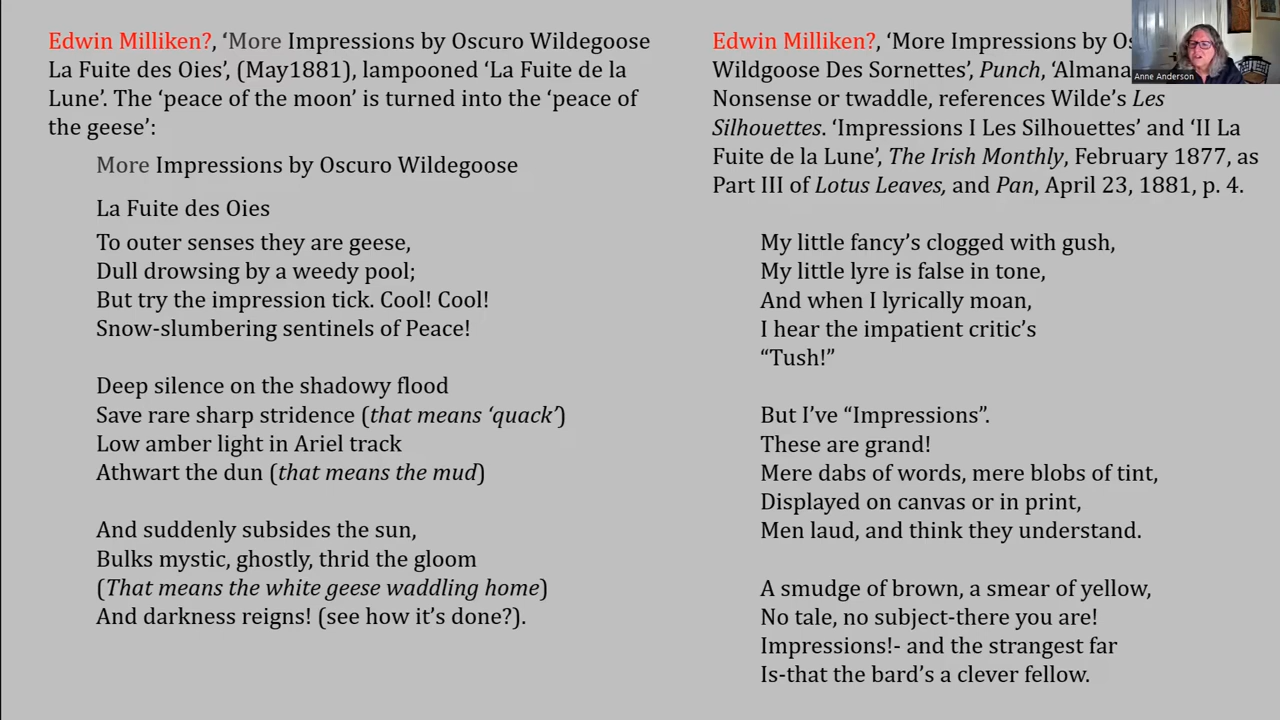 Edwin Milliken?, ‘More Impressions by Oscuro Wildegoose
La Fuite des Oies’, (May1881), lampooned ‘La Fuite de la
Lune’. The ‘peace of the moon’ is turned into the ‘peace of
the geese’:
More Impressions by Oscuro Wildegoose
La Fuite des Oies
To outer senses they are geese,
Dull drowsing by a weedy pool;
But try the impression tick. Cool! Cool!
Snow-slumbering sentinels of Peace!
Deep silence on the shadowy flood
Save rare sharp stridence (that means ‘quack’)
Low amber light in Ariel track
Athwart the dun (that means the mud)
And suddenly subsides the sun,
Bulks mystic, ghostly, thrid the gloom
(That means the white geese waddling home)
And darkness reigns! (see how it’s done?).
Edwin Milliken?, ‘More Impressions by
Wildgoose Des Sornettes’, Punch,
Nonsense or twaddle, references Wilde’s Les
Silhouettes. ‘Impressions I Les Silhouettes’ and ‘II La
Fuite de la Lune’, The Irish Monthly, February 1877, as
Part III of Lotus Leaves, and Pan, April 23, 1881, p. 4.
My little fancy’s clogged with gush,
My little lyre is false in tone,
And when I lyrically moan,
I hear the impatient critic’s
“Tush!”
But I’ve “Impressions”.
These are grand!
Mere dabs of words, mere blobs of tint,
Displayed on canvas or in print,
Men laud, and think they understand.
A smudge of brown, a smear of yellow,
No tale, no subject-there you are!
Impressions!- and the strangest far
Is-that the bard’s a clever fellow.
Anne Anderson